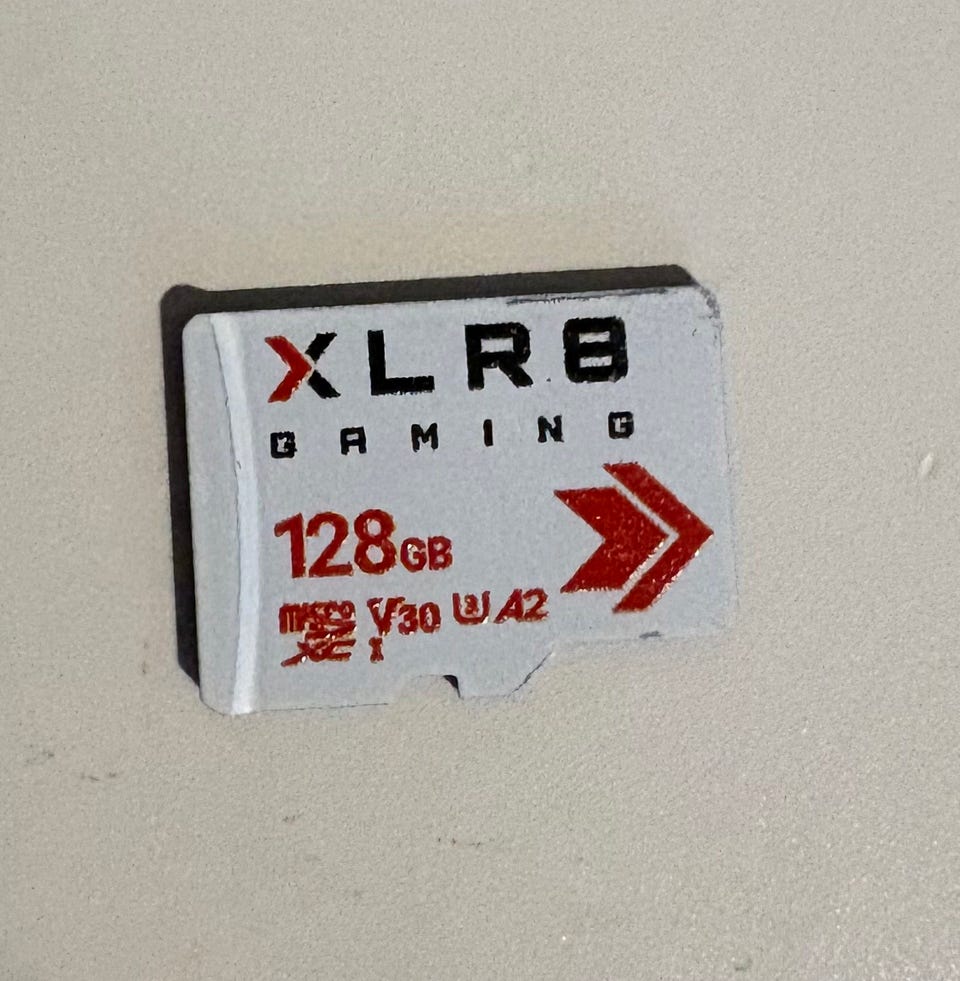 XLR8
GAMING
128GB
microSD XC I V30 U3 A2